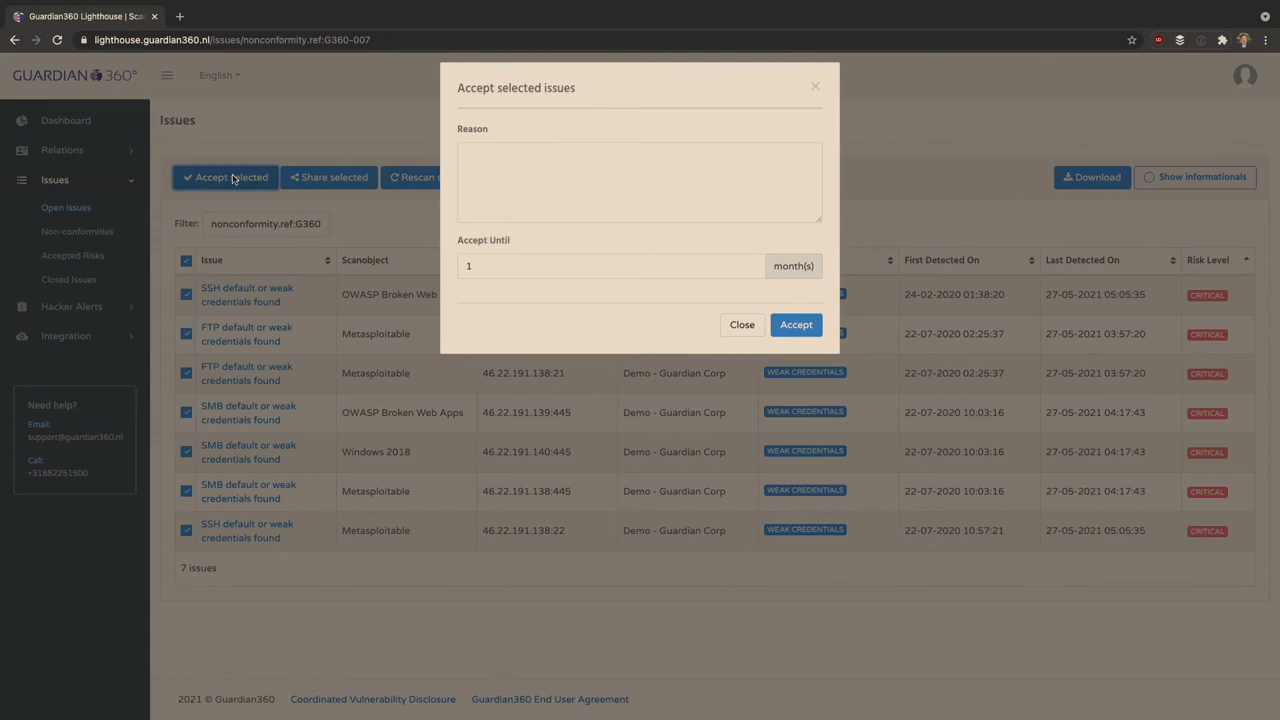 Guardian360 Lighthouse | Sca
lighthouse.guardian360.nl/issues/nonconformity.ref:G360-007
GUARDIAN 360°
English
Dashboard
Relations
Issues
Open Issues
Non-conformities
Accepted Risks
Closed Issues
Hacker Alerts
Integration
Need help?
Email:
support@guardian360.nl
Call:
+31882251500
Issues
Accept selected
Share selected
Rescan s
Download
Show informationals
Filter:
nonconformity.ref:G360
Accept selected issues
×
Reason
Accept Until
1
month(s)
Close
Accept
Issue
Scanobject
First Detected On
Last Detected On
Risk Level
SSH default or weak
credentials found
OWASP Broken Web
24-02-2020 01:38:20
27-05-2021 05:05:35
CRITICAL
FTP default or weak
credentials found
Metasploitable
22-07-2020 02:25:37
27-05-2021 03:57:20
CRITICAL
FTP default or weak
credentials found
Metasploitable
46.22.191.138:21
Demo - Guardian Corp
WEAK CREDENTIALS
22-07-2020 02:25:37
27-05-2021 03:57:20
CRITICAL
SMB default or weak
credentials found
OWASP Broken Web Apps
46.22.191.139:445
Demo - Guardian Corp
WEAK CREDENTIALS
22-07-2020 10:03:16
27-05-2021 04:17:43
CRITICAL
SMB default or weak
credentials found
Windows 2018
46.22.191.140:445
Demo - Guardian Corp
WEAK CREDENTIALS
22-07-2020 10:03:16
27-05-2021 04:17:43
CRITICAL
SMB default or weak
credentials found
Metasploitable
46.22.191.138:445
Demo - Guardian Corp
WEAK CREDENTIALS
22-07-2020 10:03:16
27-05-2021 04:17:43
CRITICAL
SSH default or weak
credentials found
Metasploitable
46.22.191.138:22
Demo - Guardian Corp
WEAK CREDENTIALS
22-07-2020 10:57:21
27-05-2021 05:05:35
CRITICAL
7 issues
2021 © Guardian360
Coordinated Vulnerability Disclosure
Guardian360 End User Agreement